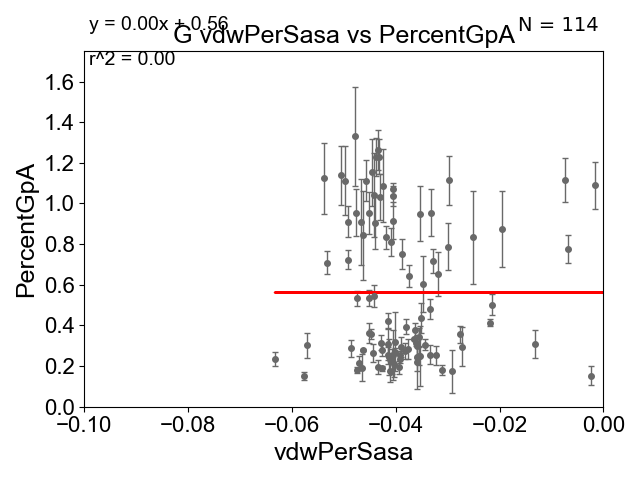 y = 0.00x + 0.56
N = 114
G vdwPerSasa vs PercentGpA
r^2 = 0.00
1.6
1.4
1.2
1.0
0.8
0.6
0.4
0.2
0.0
PercentGpA
−0.10 −0.08 −0.06 −0.04 −0.02 0.00
vdwPerSasa